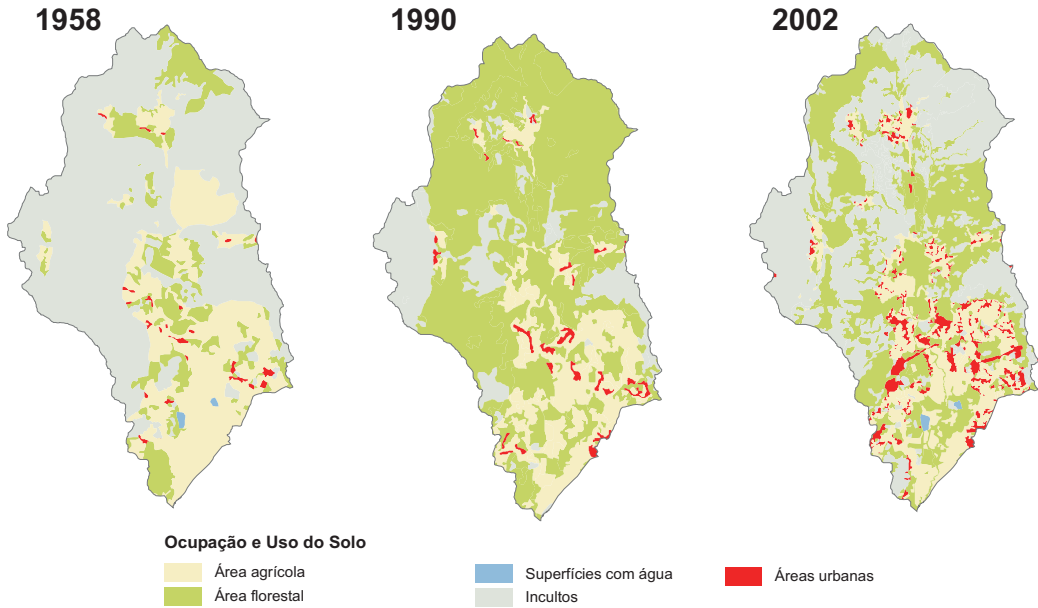 1958
1990
2002
Ocupação e Uso do Solo
Área agrícola
Área florestal
Superfícies com água
Incultos
Áreas urbanas